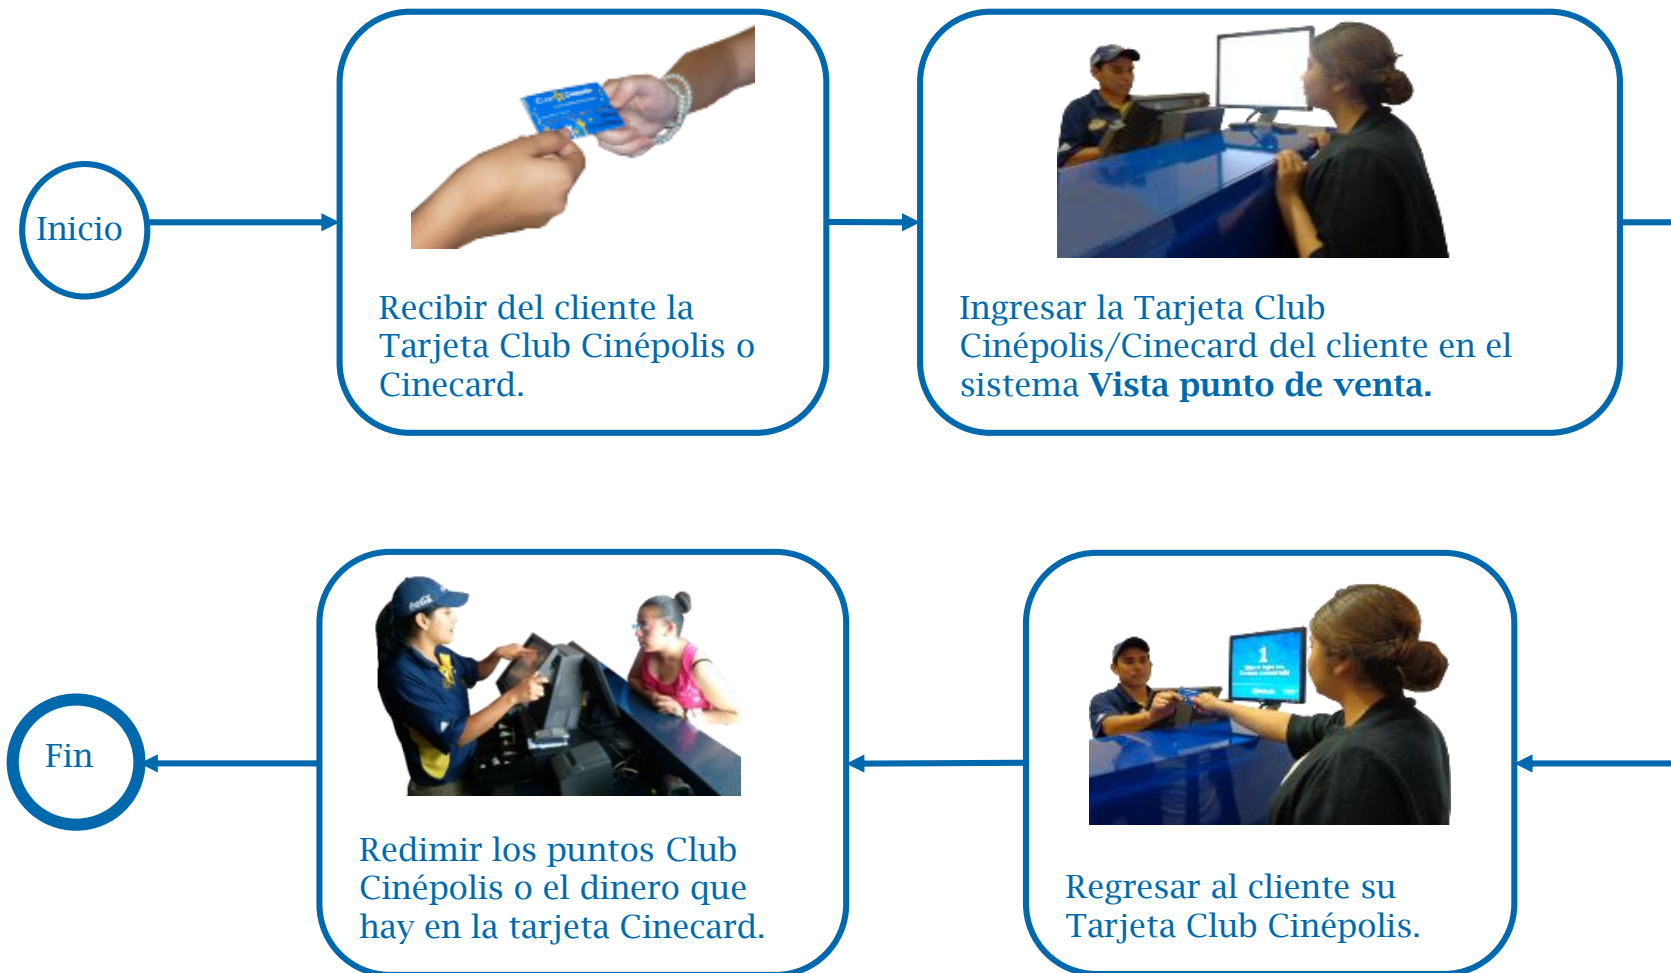 Inicio
Recibir del cliente la
Tarjeta Club Cinépolis o
Cinecard.
Ingresar la Tarjeta Club
Cinépolis/Cinecard del cliente en el
sistema Vista punto de venta.
Fin
Redimir los puntos Club
Cinépolis o el dinero que
hay en la tarjeta Cinecard.
1
Regresar al cliente su
Tarjeta Club Cinépolis.